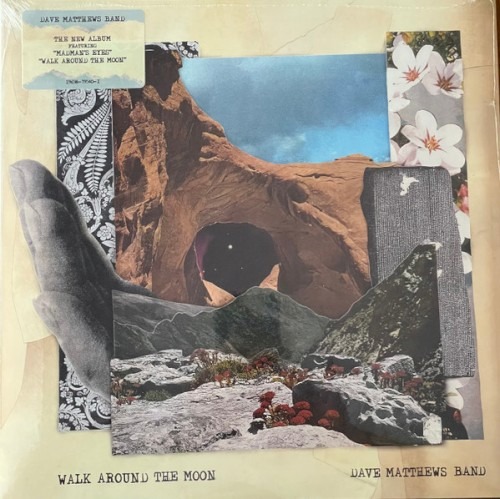 DAVE MATTHEWS BAND
THE NEW ALBUM
FEATURING
"MADMAN'S EYES"
"WALK AROUND THE MOON"
WALK AROUND THE MOON
DAVE MATTHEWS BAND